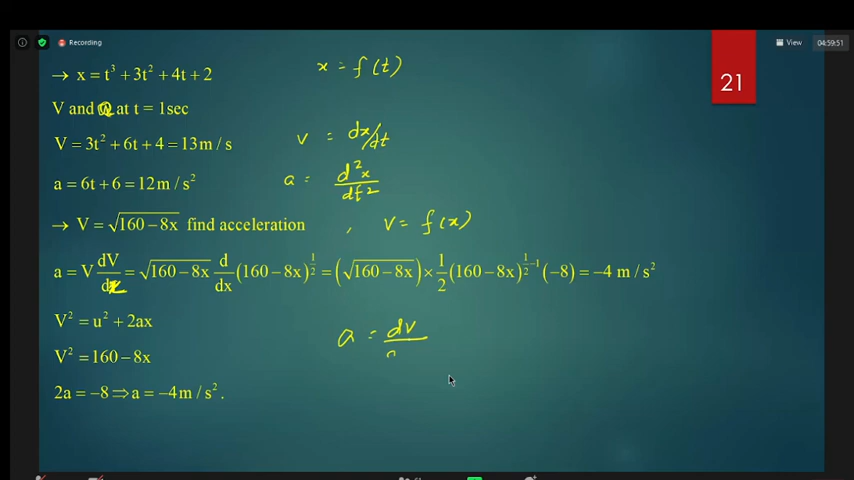 Recording
View
04:59:51
21
→ x = t³ + 3t² + 4t + 2
x = f(t)
V and a at t = 1sec
V = 3t² + 6t + 4 = 13m / s
v = dx/dt
a = 6t + 6 = 12m / s²
a = d²x/dt²
→ V = √(160 – 8x) find acceleration , v = f(x)
a = V dV/dx = √(160 – 8x) d/dx (160 – 8x)^(1/2) = (√(160 – 8x)) × 1/2 (160 – 8x)^(1/2 – 1) (–8) = –4 m / s²
V² = u² + 2ax
a = dv
V² = 160 – 8x
2a = –8 ⇒ a = –4m / s².